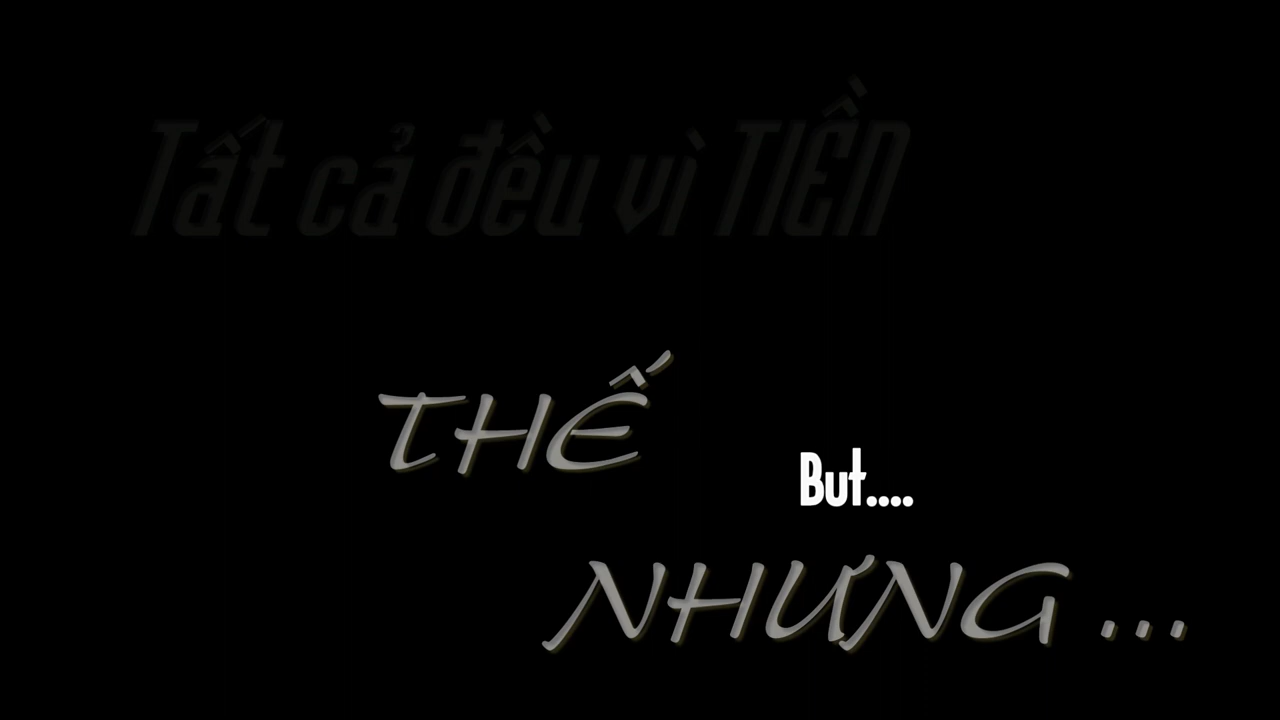 Tất cả đều vì TIỀN
THẾ
But....
NHƯNG ...